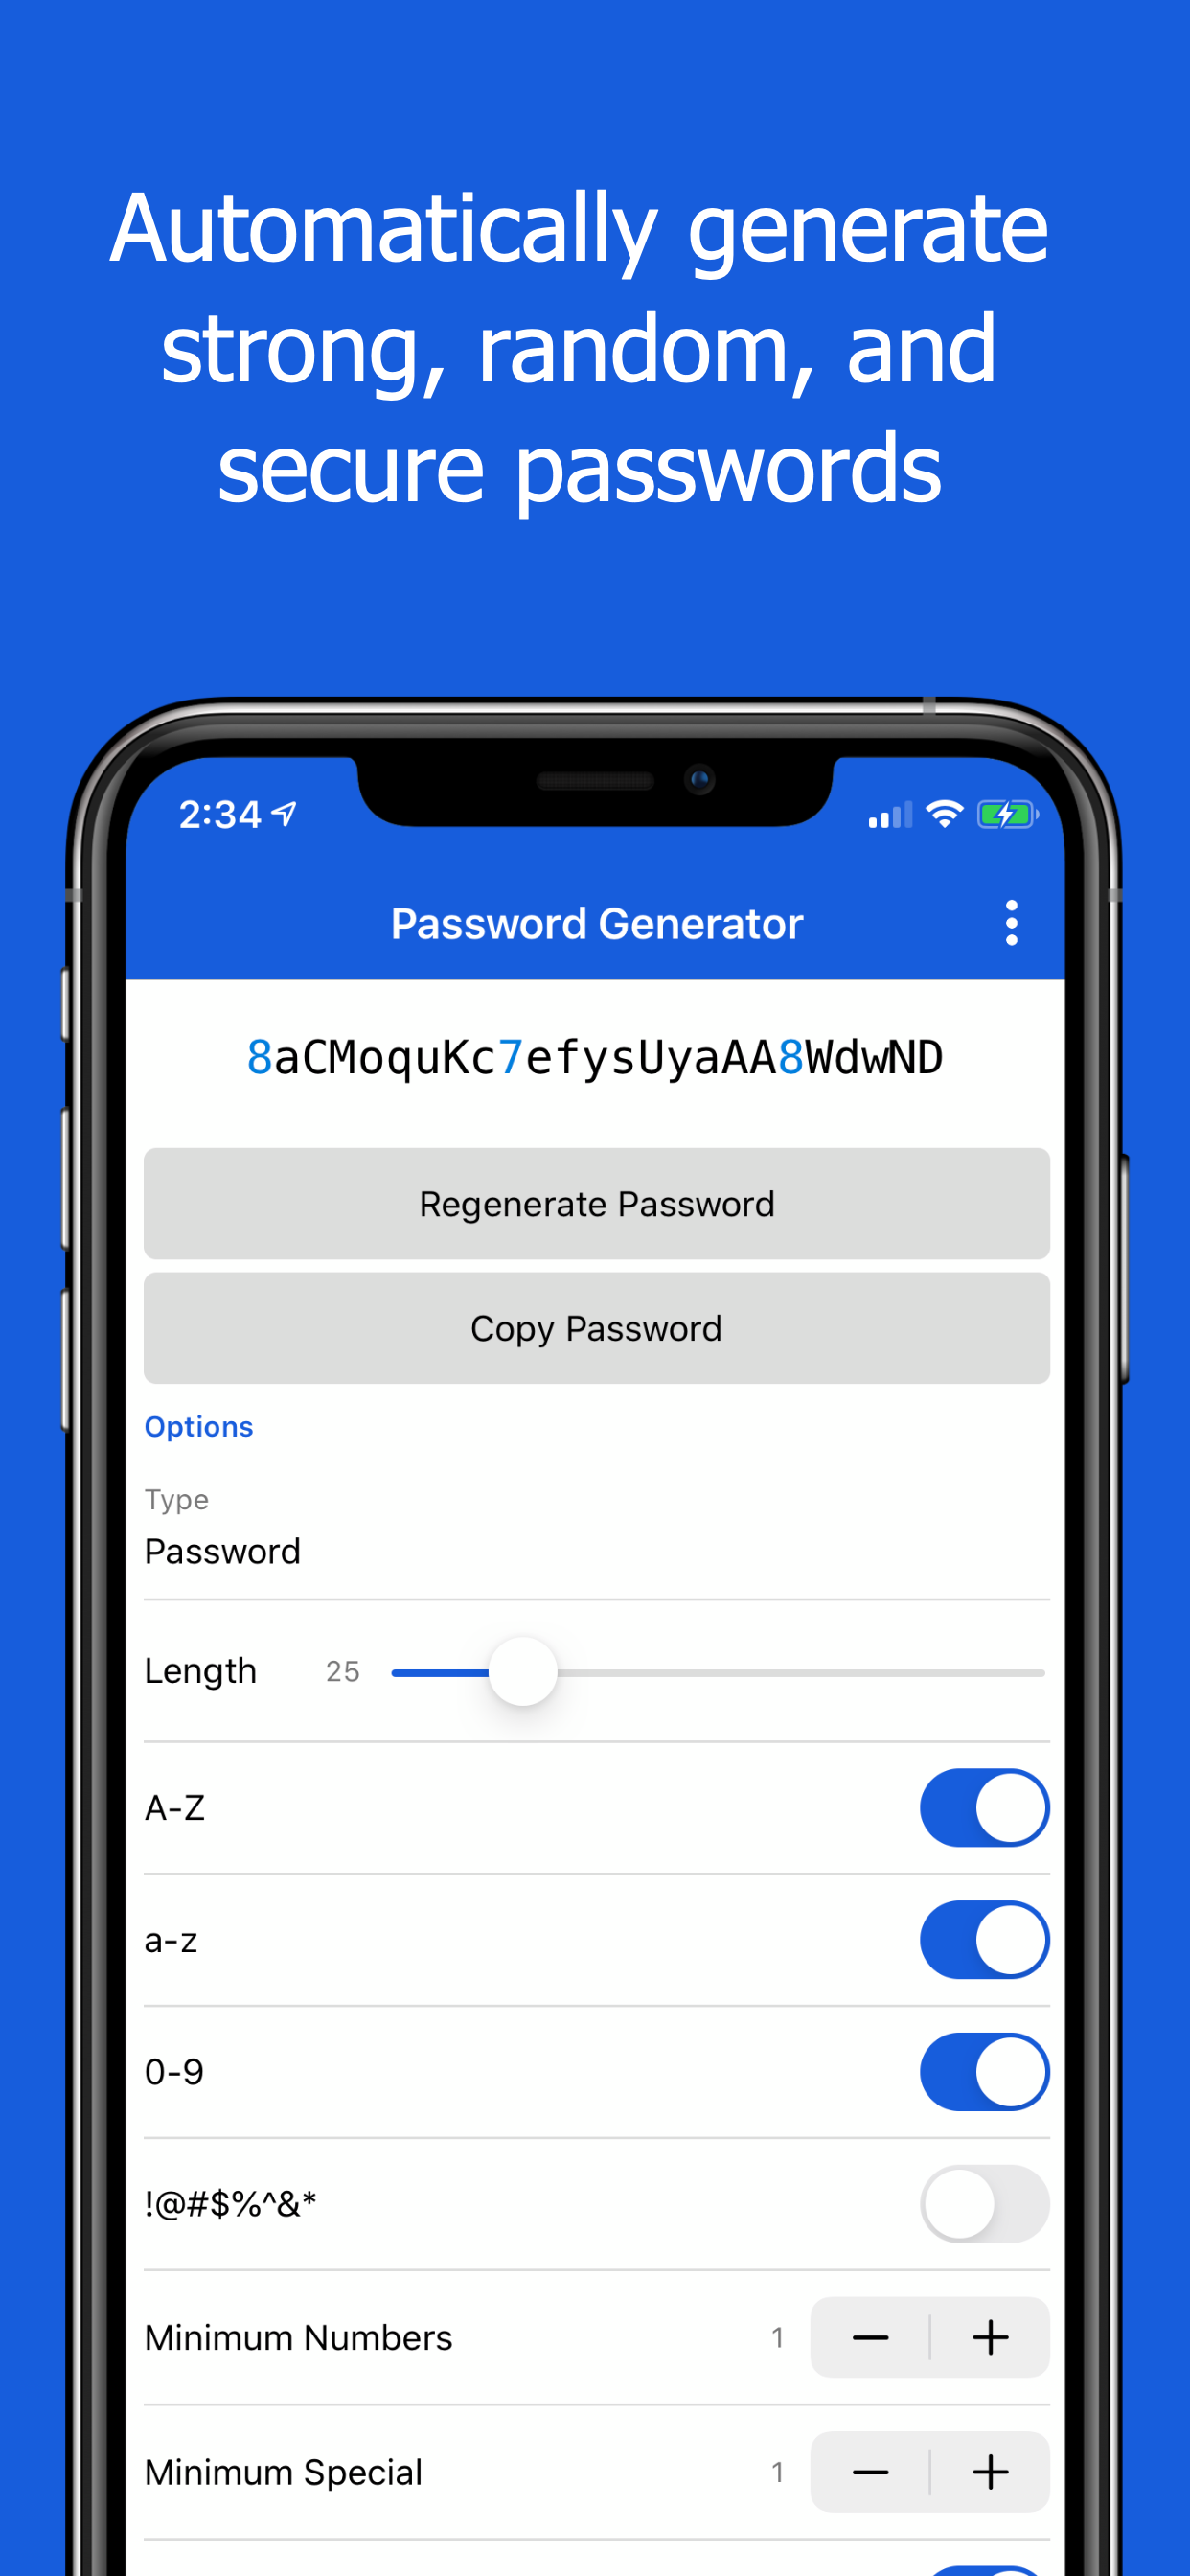 Automatically generate
strong, random, and
secure passwords
2:34
Password Generator
8aCMoquKc7efysUyaAA8WdwND
Regenerate Password
Copy Password
Options
Type
Password
Length 25
A-Z
a-z
0-9
!@#$%^&*
Minimum Numbers 1 − +
Minimum Special 1 − +